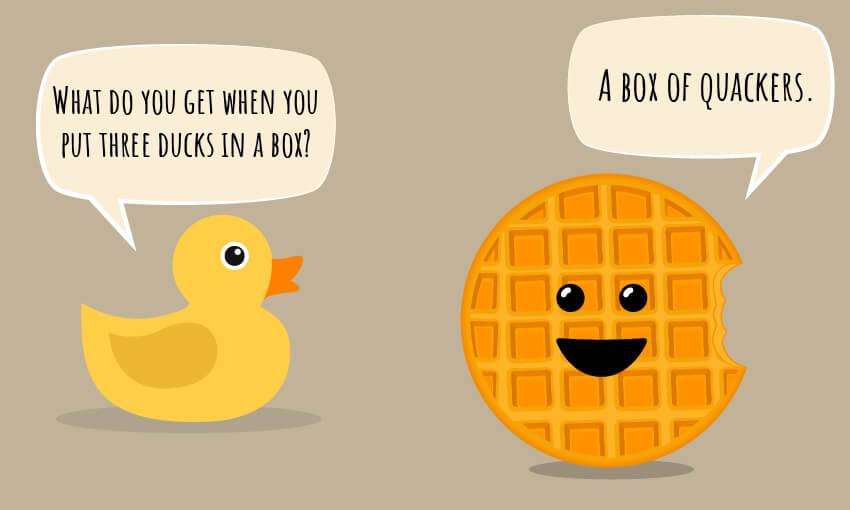 What do you get when you
put three ducks in a box?
A box of quackers.